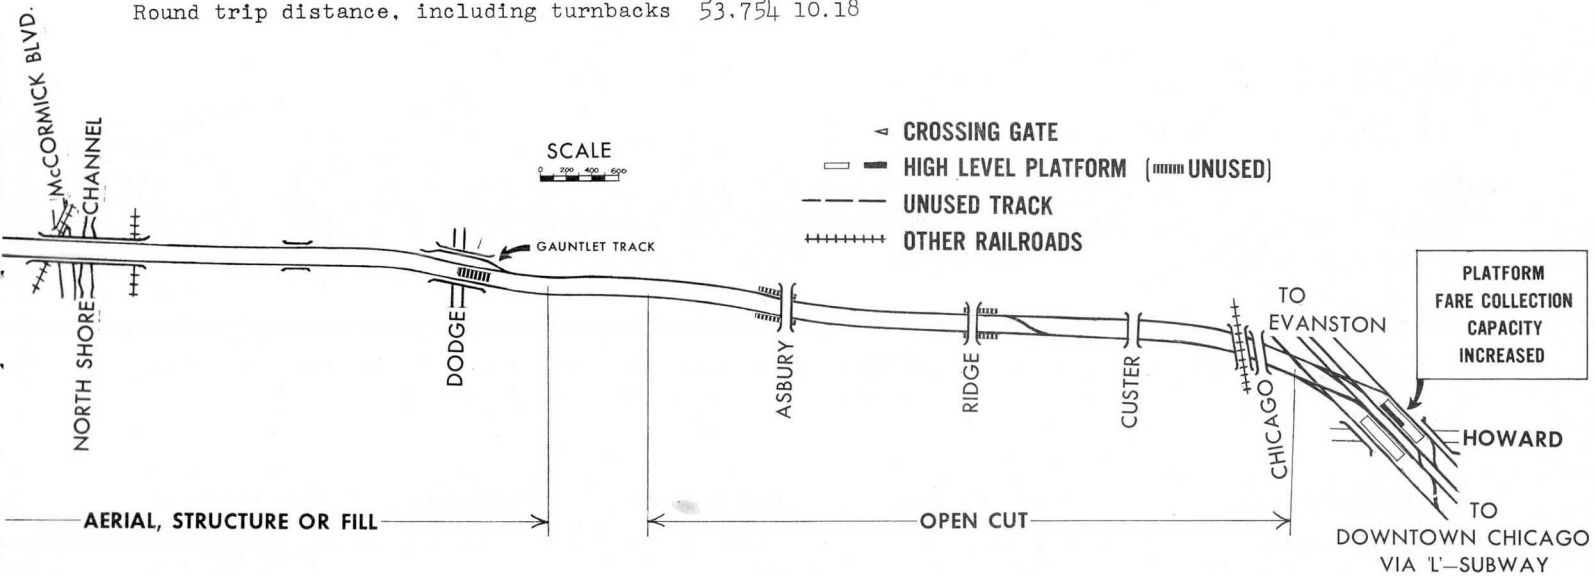 Round trip distance, including turnbacks 53.754 10.18
McCORMICK BLVD.
CHANNEL
NORTH SHORE
SCALE
0 200 400 600
CROSSING GATE
HIGH LEVEL PLATFORM ( UNUSED)
UNUSED TRACK
OTHER RAILROADS
GAUNTLET TRACK
DODGE
ASBURY
RIDGE
CUSTER
CHICAGO
TO
EVANSTON
PLATFORM
FARE COLLECTION
CAPACITY
INCREASED
HOWARD
AERIAL, STRUCTURE OR FILL
OPEN CUT
TO
DOWNTOWN CHICAGO
VIA 'L'—SUBWAY